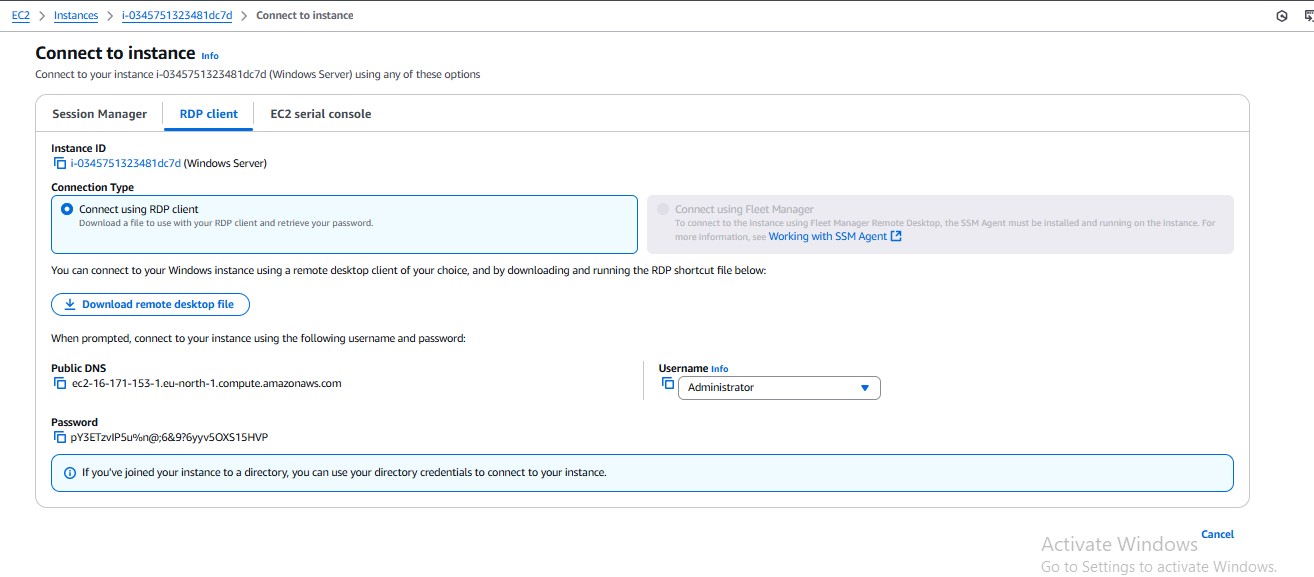 EC2 > Instances > i-0345751323481dc7d > Connect to instance
Connect to instance Info
Connect to your instance i-0345751323481dc7d (Windows Server) using any of these options
Session Manager
RDP client
EC2 serial console
Instance ID
i-0345751323481dc7d (Windows Server)
Connection Type
Connect using RDP client
Download a file to use with your RDP client and retrieve your password.
Connect using Fleet Manager
To connect to the instance using Fleet Manager Remote Desktop, the SSM Agent must be installed and running on the instance. For
more information, see Working with SSM Agent
You can connect to your Windows instance using a remote desktop client of your choice, and by downloading and running the RDP shortcut file below:
Download remote desktop file
When prompted, connect to your instance using the following username and password:
Public DNS
ec2-16-171-153-1.eu-north-1.compute.amazonaws.com
Username Info
Administrator
Password
pY3ETzvIP5u%n@;6&9?6yyv5OXS15HVP
If you've joined your instance to a directory, you can use your directory credentials to connect to your instance.
Cancel
Activate Windows
Go to Settings to activate Windows.